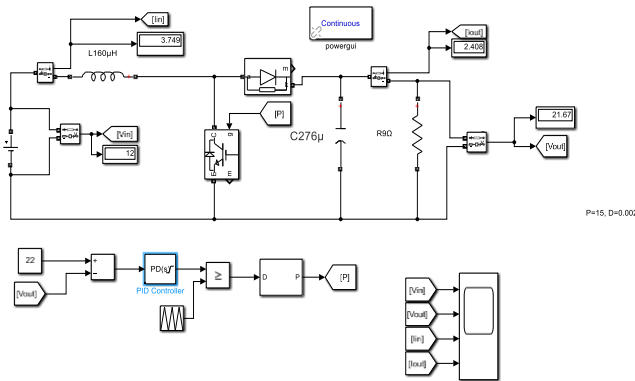 [Iin]
3.749
L160μH
Continuous
powergui
[Iout]
2.408
m
a
k
[P]
[Vin]
12
C
g
E
m
C276μ
R9Ω
21.67
[Vout]
P=15, D=0.002
22
+
−
[Vout]
PD(s)
PID Controller
≥
D
P
[P]
[Vin]
[Vout]
[Iin]
[Iout]